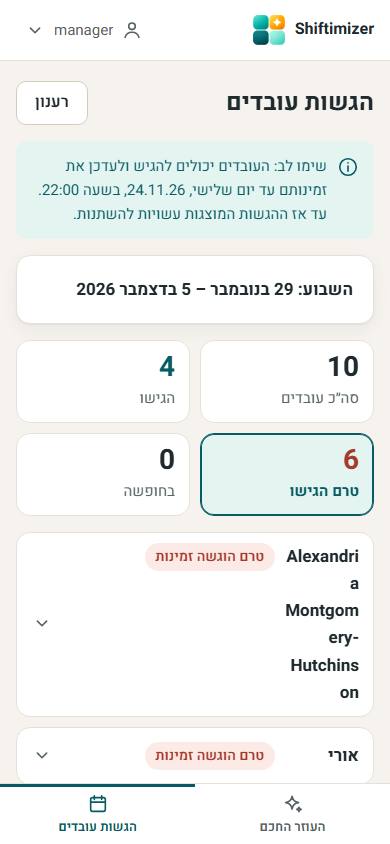 Shiftimizer
manager
הגשות עובדים
רענון
שימו לב: העובדים יכולים להגיש ולעדכן את
זמינותם עד יום שלישי, 24.11.26, בשעה 22:00.
עד אז ההגשות המוצגות עשויות להשתנות.
השבוע: 29 בנובמבר – 5 בדצמבר 2026
10
סה״כ עובדים
4
הגישו
6
טרם הגישו
0
בחופשה
Alexandri
a
Montgom
ery-
Hutchins
on
טרם הוגשה זמינות
אורי
טרם הוגשה זמינות
העוזר החכם
הגשות עובדים